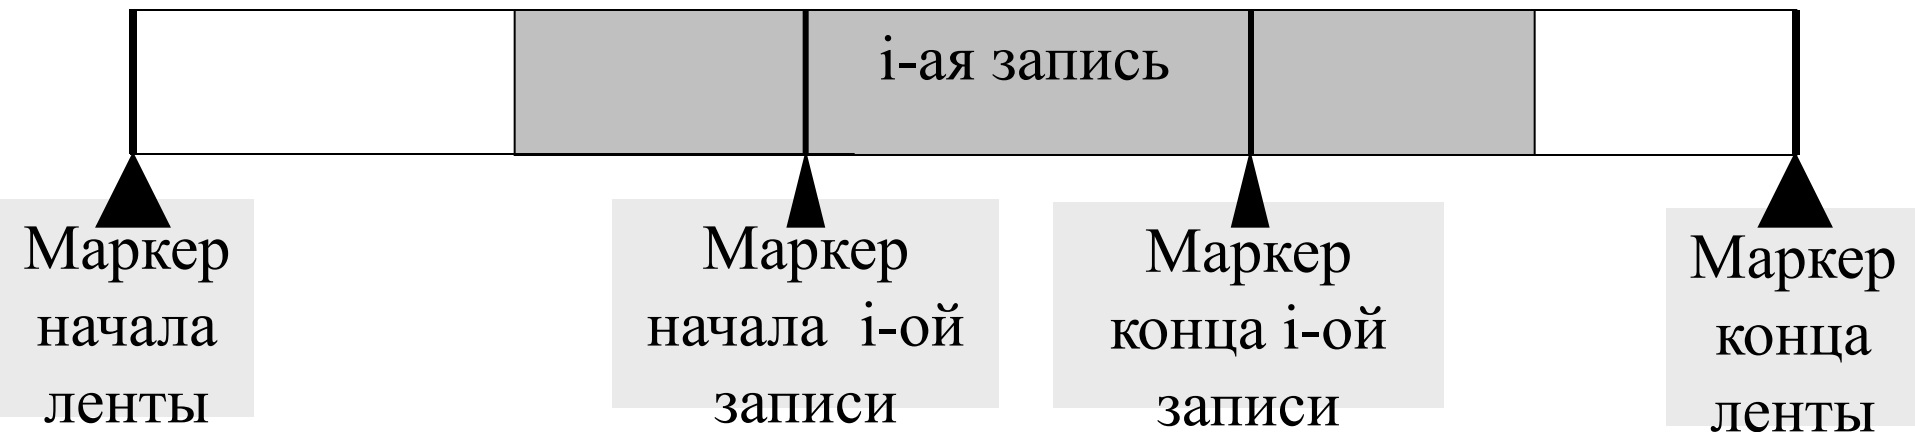 i-ая запись
Маркер
начала
ленты
Маркер
начала i-ой
записи
Маркер
конца i-ой
записи
Маркер
конца
ленты